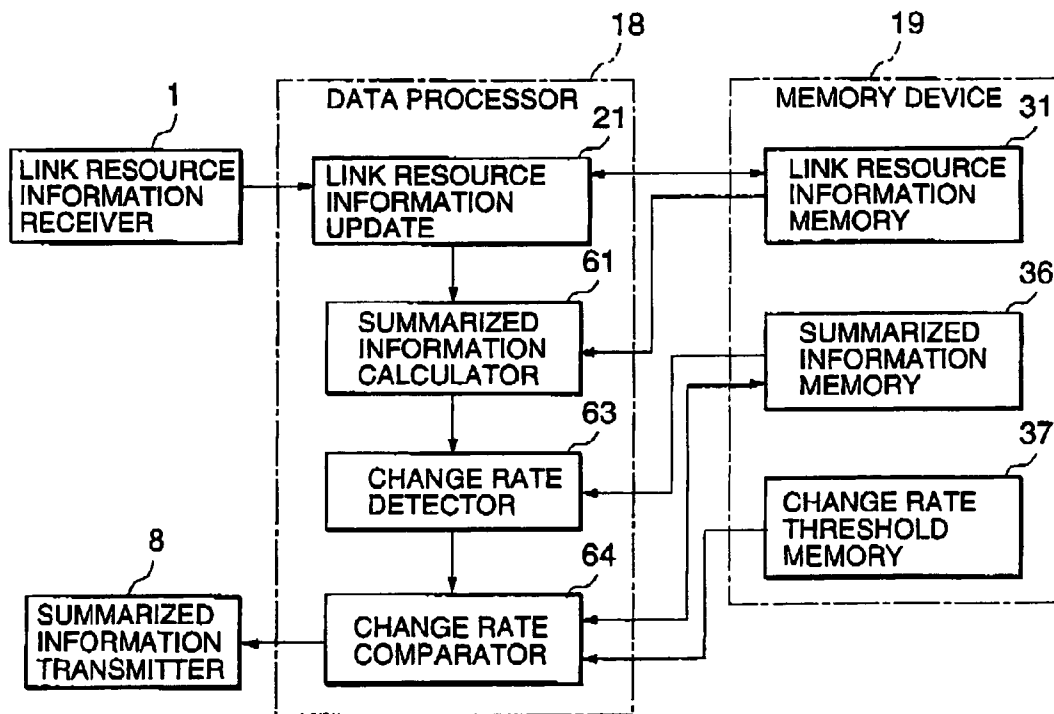 18
19
1
DATA PROCESSOR
MEMORY DEVICE
21
31
LINK RESOURCE
INFORMATION
RECEIVER
LINK RESOURCE
INFORMATION
UPDATE
LINK RESOURCE
INFORMATION
MEMORY
61
36
SUMMARIZED
INFORMATION
CALCULATOR
SUMMARIZED
INFORMATION
MEMORY
63
37
CHANGE RATE
DETECTOR
CHANGE RATE
THRESHOLD
MEMORY
8
64
SUMMARIZED
INFORMATION
TRANSMITTER
CHANGE RATE
COMPARATOR